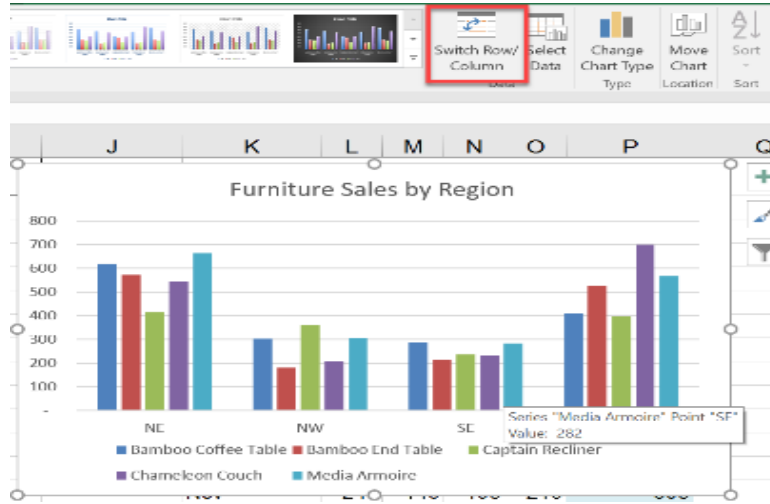 Switch Row/ Select Change Move Sort
Column Data Chart Type Chart
Data Type Location Sort
J K L M N O P Q
Furniture Sales by Region
800
700
600
500
400
300
200
100
-
NE NW SE
Series "Media Armoire" Point "SE"
Value: 282
Bamboo Coffee Table Bamboo End Table Captain Recliner
Chameleon Couch Media Armoire